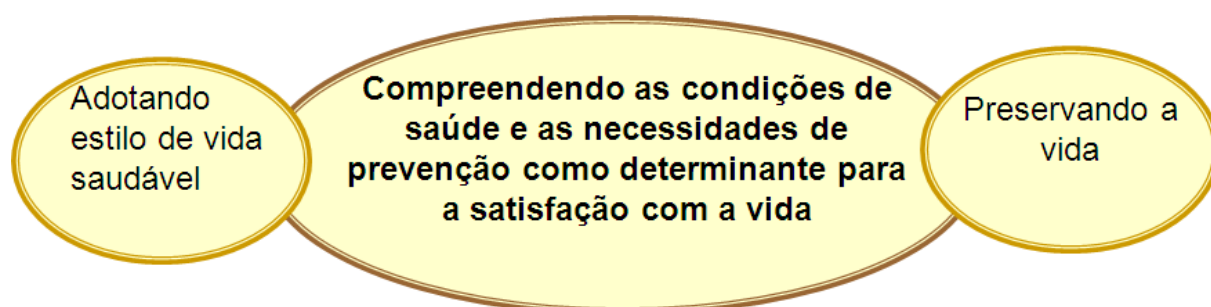 Adotando
estilo de vida
saudável
Compreendendo as condições de
saúde e as necessidades de
prevenção como determinante para
a satisfação com a vida
Preservando a
vida